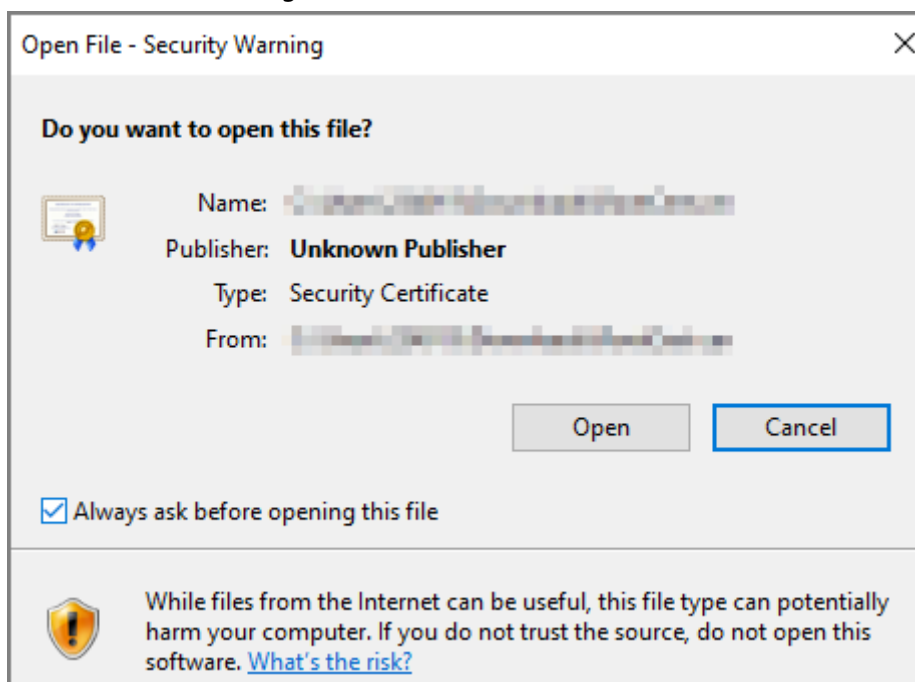 Open File - Security Warning
Do you want to open this file?
Name:
Publisher: Unknown Publisher
Type: Security Certificate
From:
Open Cancel
Always ask before opening this file
While files from the Internet can be useful, this file type can potentially
harm your computer. If you do not trust the source, do not open this
software. What's the risk?